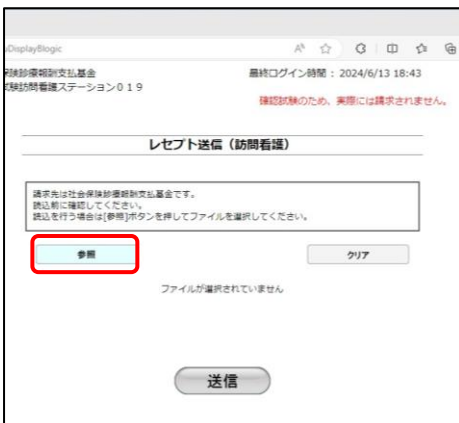 DisplayBlogic
保険診療報酬支払基金
試験訪問看護ステーション019
最終ログイン時間：2024/6/13 18:43
確認試験のため、実際には請求されません。
レセプト送信（訪問看護）
請求先は社会保険診療報酬支払基金です。
読込前に確認してください。
読込を行う場合は[参照]ボタンを押してファイルを選択してください。
参照
クリア
ファイルが選択されていません
送信